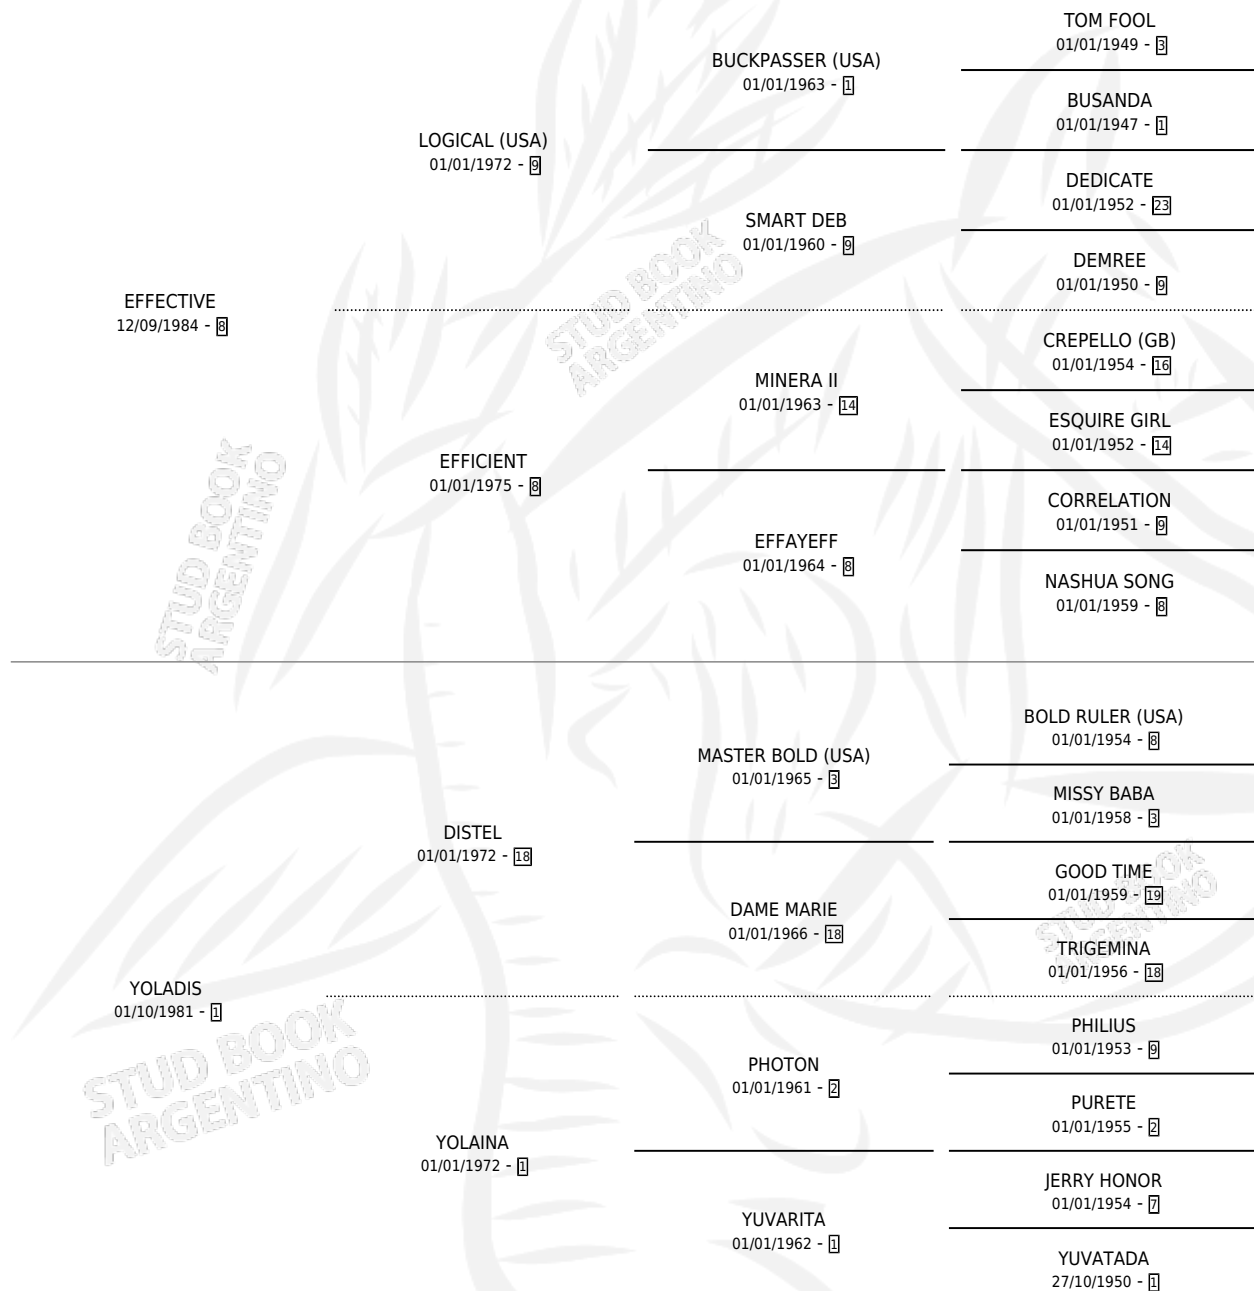 TOM FOOL
01/01/1949 - 3
BUCKPASSER (USA)
01/01/1963 - 1
BUSANDA
01/01/1947 - 1
LOGICAL (USA)
01/01/1972 - 9
DEDICATE
01/01/1952 - 23
SMART DEB
01/01/1960 - 9
DEMREE
01/01/1950 - 9
EFFECTIVE
12/09/1984 - 8
CREPELLO (GB)
01/01/1954 - 16
MINERA II
01/01/1963 - 14
ESQUIRE GIRL
01/01/1952 - 14
EFFICIENT
01/01/1975 - 8
CORRELATION
01/01/1951 - 9
EFFAYEFF
01/01/1964 - 8
NASHUA SONG
01/01/1959 - 8
BOLD RULER (USA)
01/01/1954 - 8
MASTER BOLD (USA)
01/01/1965 - 3
MISSY BABA
01/01/1958 - 3
DISTEL
01/01/1972 - 18
GOOD TIME
01/01/1959 - 19
DAME MARIE
01/01/1966 - 18
TRIGEMINA
01/01/1956 - 18
YOLADIS
01/10/1981 - 1
PHILIUS
01/01/1953 - 9
PHOTON
01/01/1961 - 2
PURETE
01/01/1955 - 2
YOLAINA
01/01/1972 - 1
JERRY HONOR
01/01/1954 - 7
YUVARITA
01/01/1962 - 1
YUVATADA
27/10/1950 - 1
STUD BOOK
ARGENTINO
STUD BOOK
ARGENTINO
STUD BOOK
ARGENTINO
STUD BOOK
ARGENTINO